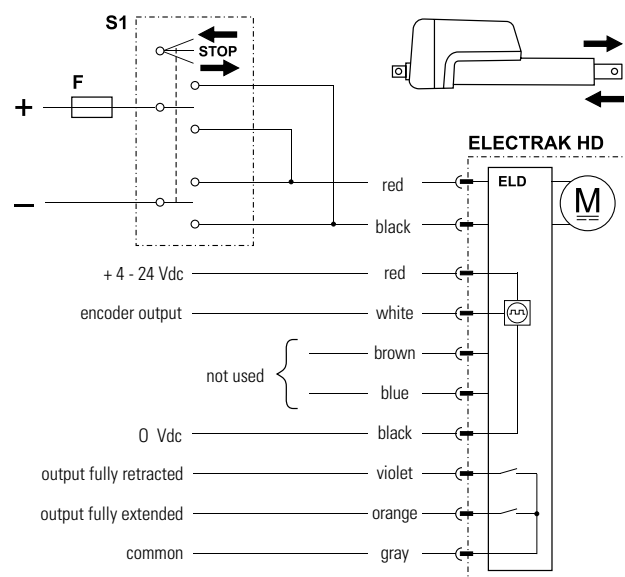 S1
STOP
F
+
–
ELECTRAK HD
ELD
M
red
black
+ 4 - 24 Vdc red
encoder output white
not used
brown
blue
0 Vdc black
output fully retracted violet
output fully extended orange
common gray